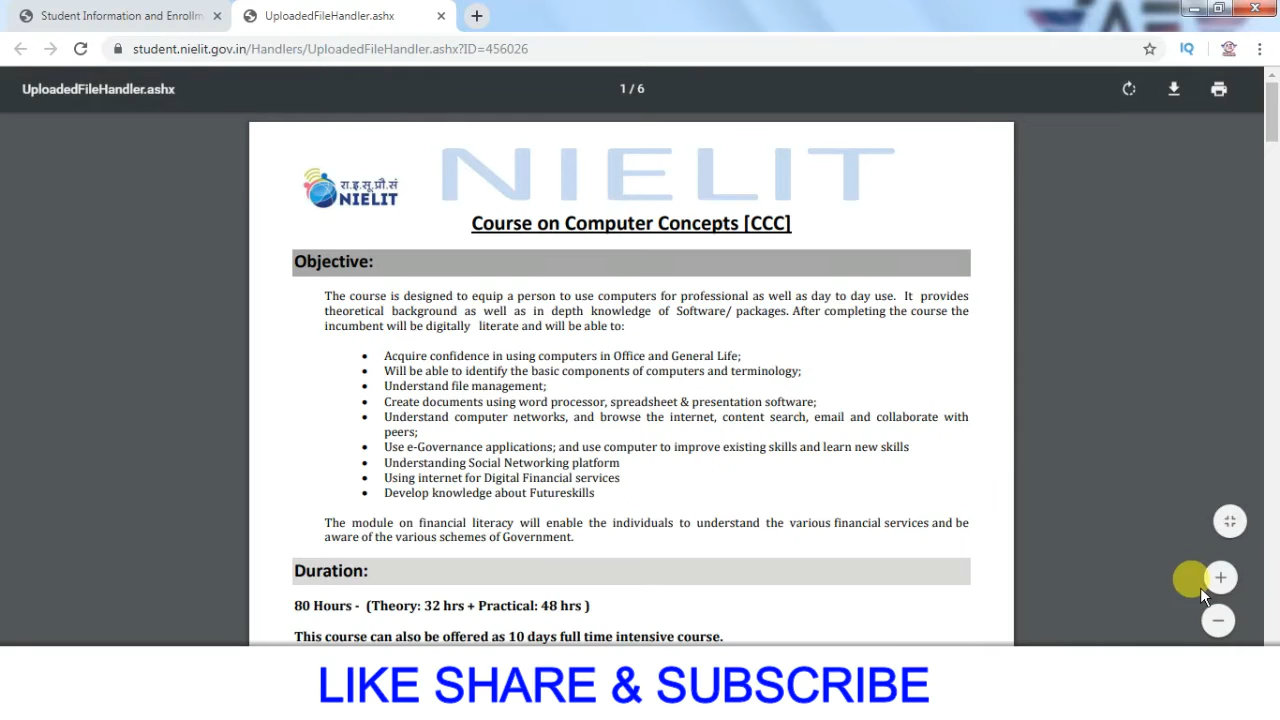 Student Information and Enrollm
UploadedFileHandler.ashx
student.nielit.gov.in/Handlers/UploadedFileHandler.ashx?ID=456026
IQ
UploadedFileHandler.ashx
1 / 6
NIELIT
रा.इ.सू.प्रौ.सं
NIELIT
Course on Computer Concepts [CCC]
Objective:
The course is designed to equip a person to use computers for professional as well as day to day use. It provides
theoretical background as well as in depth knowledge of Software/ packages. After completing the course the
incumbent will be digitally literate and will be able to:
• Acquire confidence in using computers in Office and General Life;
• Will be able to identify the basic components of computers and terminology;
• Understand file management;
• Create documents using word processor, spreadsheet & presentation software;
• Understand computer networks, and browse the internet, content search, email and collaborate with
peers;
• Use e-Governance applications; and use computer to improve existing skills and learn new skills
• Understanding Social Networking platform
• Using internet for Digital Financial services
• Develop knowledge about Futureskills
The module on financial literacy will enable the individuals to understand the various financial services and be
aware of the various schemes of Government.
Duration:
80 Hours - (Theory: 32 hrs + Practical: 48 hrs )
This course can also be offered as 10 days full time intensive course.
LIKE SHARE & SUBSCRIBE